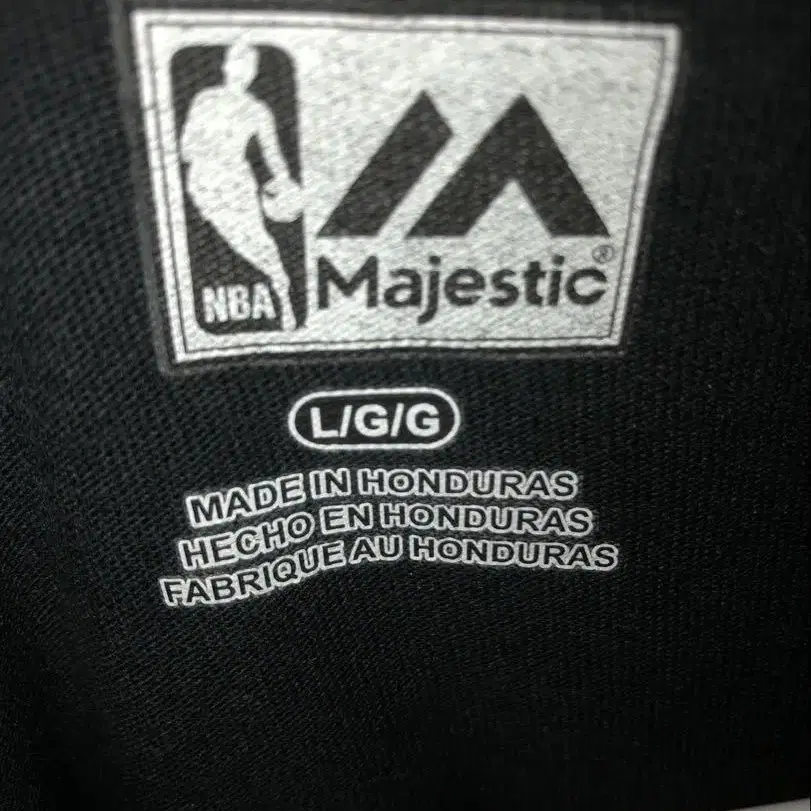 NBA
Majestic®
L/G/G
MADE IN HONDURAS
HECHO EN HONDURAS
FABRIQUE AU HONDURAS